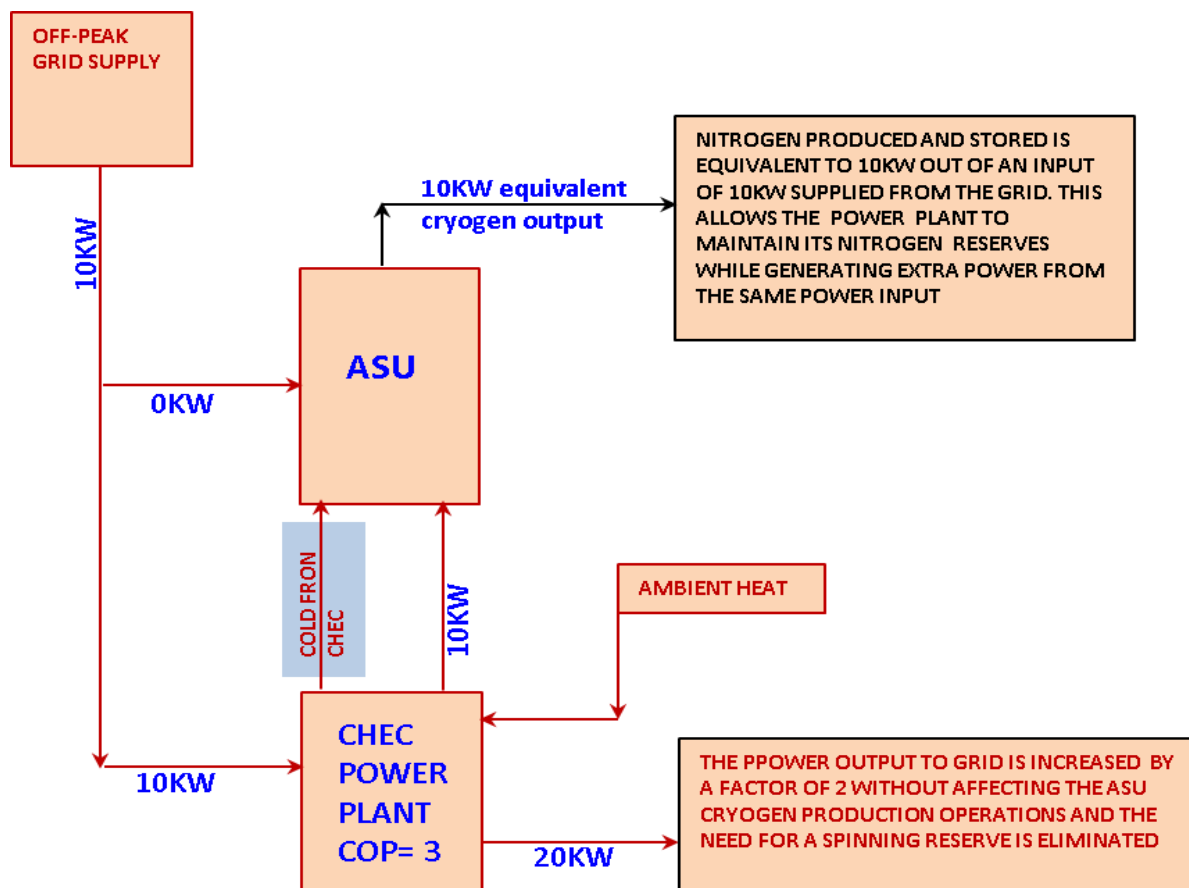 OFF-PEAK
GRID SUPPLY
10KW
NITROGEN PRODUCED AND STORED IS
EQUIVALENT TO 10KW OUT OF AN INPUT
OF 10KW SUPPLIED FROM THE GRID. THIS
ALLOWS THE POWER PLANT TO
MAINTAIN ITS NITROGEN RESERVES
WHILE GENERATING EXTRA POWER FROM
THE SAME POWER INPUT
10KW equivalent
cryogen output
ASU
0KW
COLD FRON
CHEC
10KW
AMBIENT HEAT
CHEC
POWER
PLANT
COP= 3
10KW
20KW
THE PPOWER OUTPUT TO GRID IS INCREASED BY
A FACTOR OF 2 WITHOUT AFFECTING THE ASU
CRYOGEN PRODUCTION OPERATIONS AND THE
NEED FOR A SPINNING RESERVE IS ELIMINATED